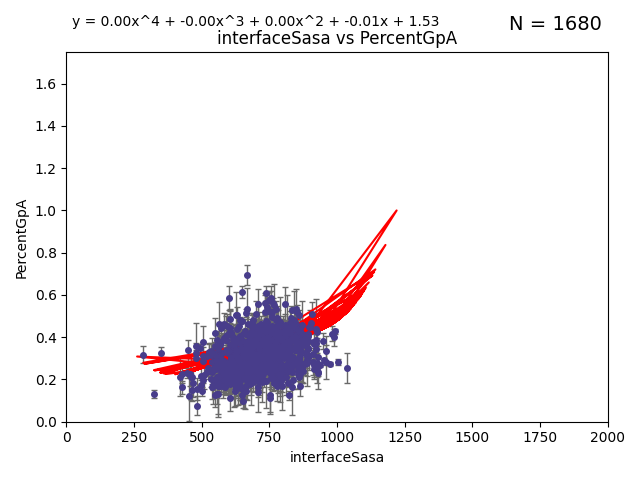 y = 0.00x^4 + -0.00x^3 + 0.00x^2 + -0.01x + 1.53
N = 1680
interfaceSasa vs PercentGpA
PercentGpA
1.6
1.4
1.2
1.0
0.8
0.6
0.4
0.2
0.0
0 250 500 750 1000 1250 1500 1750 2000
interfaceSasa